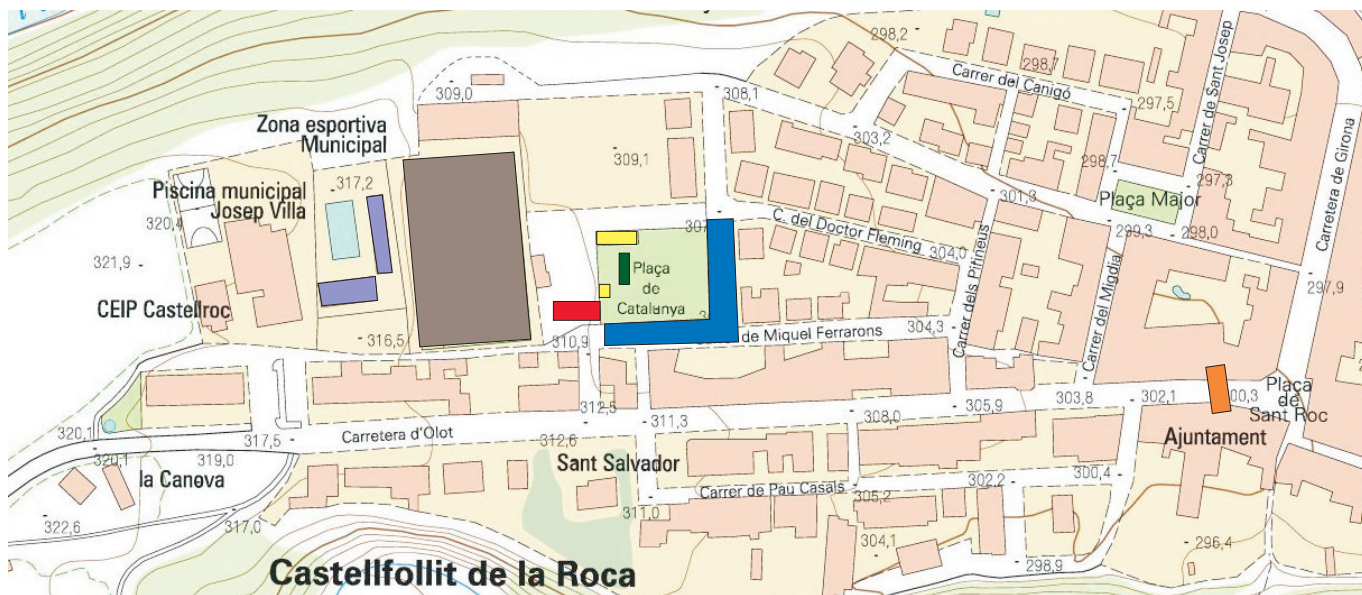 298,2
298,7
Carrer del Canigó
297,5
Carrer de Sant Josep
309,0
308,1
Zona esportiva
Municipal
303,2
309,1
298,7
Carretera de Girona
317,2
Piscina municipal
Josep Villa
320,4
297,3
Plaça Major
301,3
307
C. del Doctor Fleming
299,3
298,0
304,0
321,9
Plaça
de
Catalunya
Carrer dels Pitineus
Carrer del Migdia
297,9
CEIP Castellroc
3
304,3
de Miquel Ferrarons
316,5
310,9
Plaça
de
Sant Roc
00,3
312,5
311,3
308,0
305,9
303,8
302,1
Ajuntament
320,1
317,5
Carretera d'Olot
312,6
320,1
319,0
Sant Salvador
la Canova
300,4
302,2
Carrer de Pau Casals
305,2
322,6
317,0
311,0
304,1
296,4
298,9
Castellfollit de la Roca